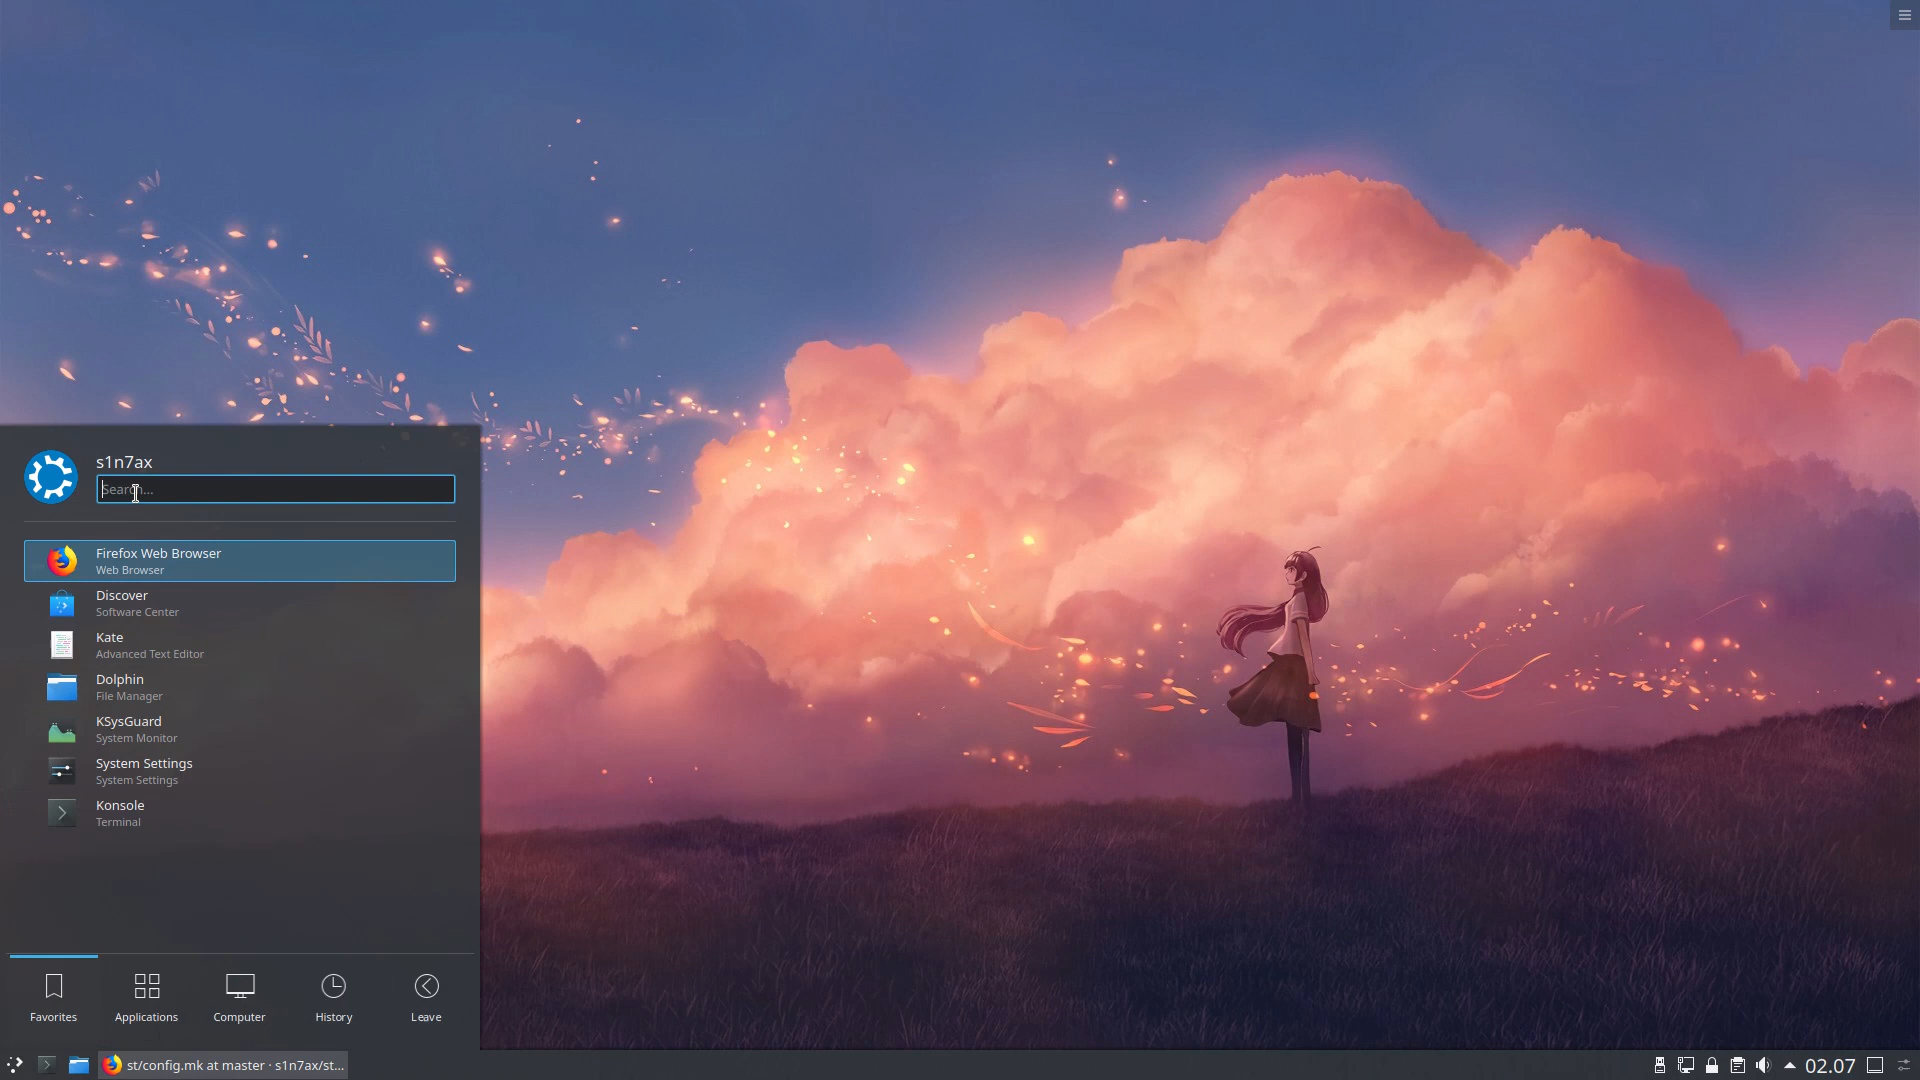 s1n7ax
Search...
Firefox Web Browser
Web Browser
Discover
Software Center
Kate
Advanced Text Editor
Dolphin
File Manager
KSysGuard
System Monitor
System Settings
System Settings
Konsole
Terminal
Favorites
Applications
Computer
History
Leave
st/config.mk at master · s1n7ax/st...
02.07